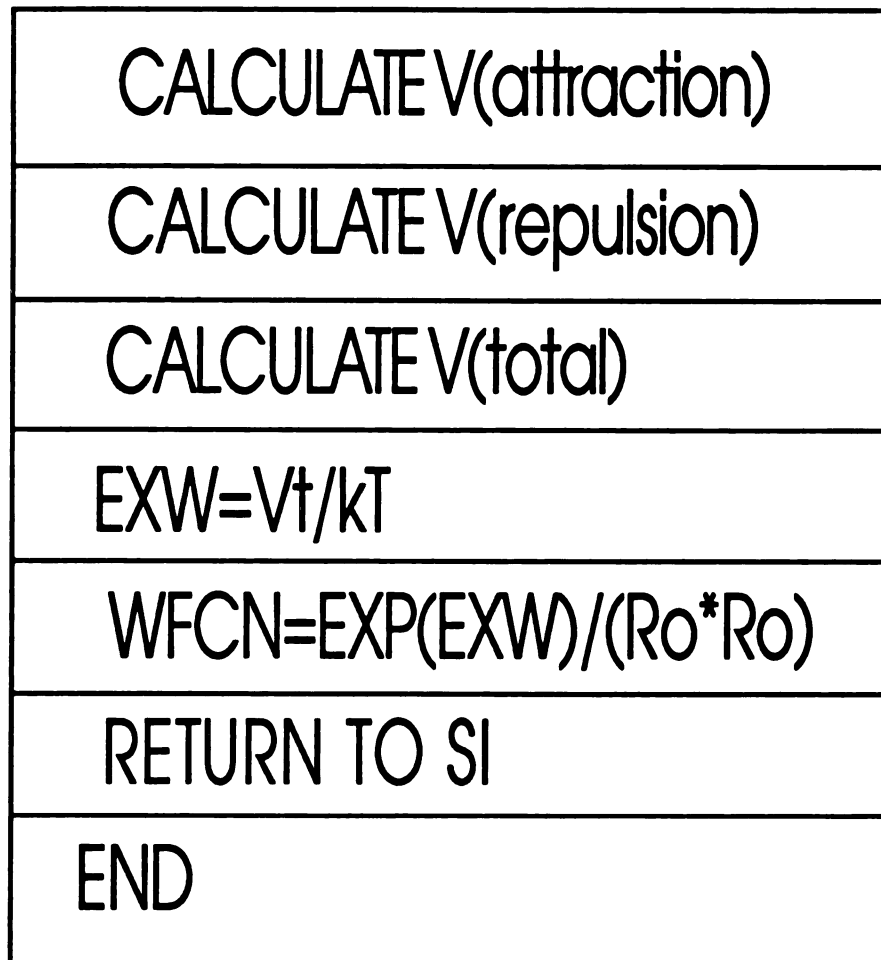 CALCULATE V(attraction)
CALCULATE V(repulsion)
CALCULATE V(total)
EXW=Vt/kT
WFCN=EXP(EXW)/(Ro*Ro)
RETURN TO SI
END